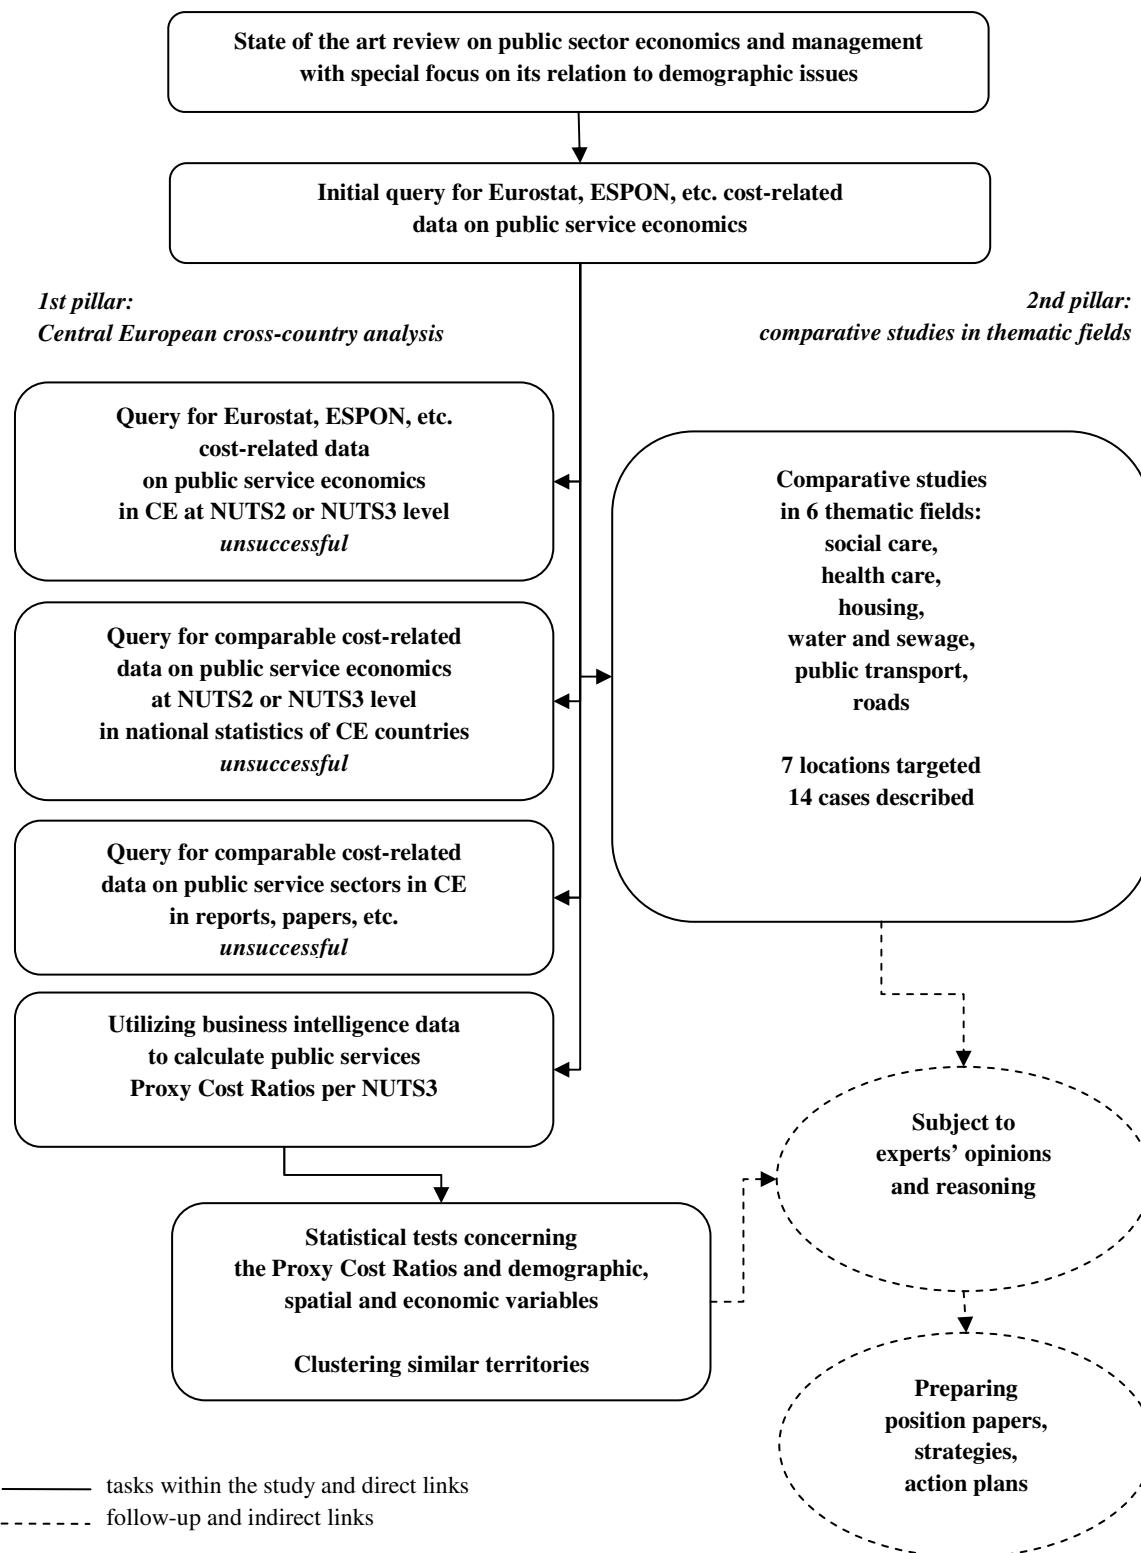 State of the art review on public sector economics and management
with special focus on its relation to demographic issues
Initial query for Eurostat, ESPON, etc. cost-related
data on public service economics
1st pillar:
Central European cross-country analysis
2nd pillar:
comparative studies in thematic fields
Query for Eurostat, ESPON, etc.
cost-related data
on public service economics
in CE at NUTS2 or NUTS3 level
unsuccessful
Query for comparable cost-related
data on public service economics
at NUTS2 or NUTS3 level
in national statistics of CE countries
unsuccessful
Query for comparable cost-related
data on public service sectors in CE
in reports, papers, etc.
unsuccessful
Utilizing business intelligence data
to calculate public services
Proxy Cost Ratios per NUTS3
Comparative studies
in 6 thematic fields:
social care,
health care,
housing,
water and sewage,
public transport,
roads
7 locations targeted
14 cases described
Statistical tests concerning
the Proxy Cost Ratios and demographic,
spatial and economic variables
Clustering similar territories
Subject to
experts’ opinions
and reasoning
Preparing
position papers,
strategies,
action plans
tasks within the study and direct links
follow-up and indirect links